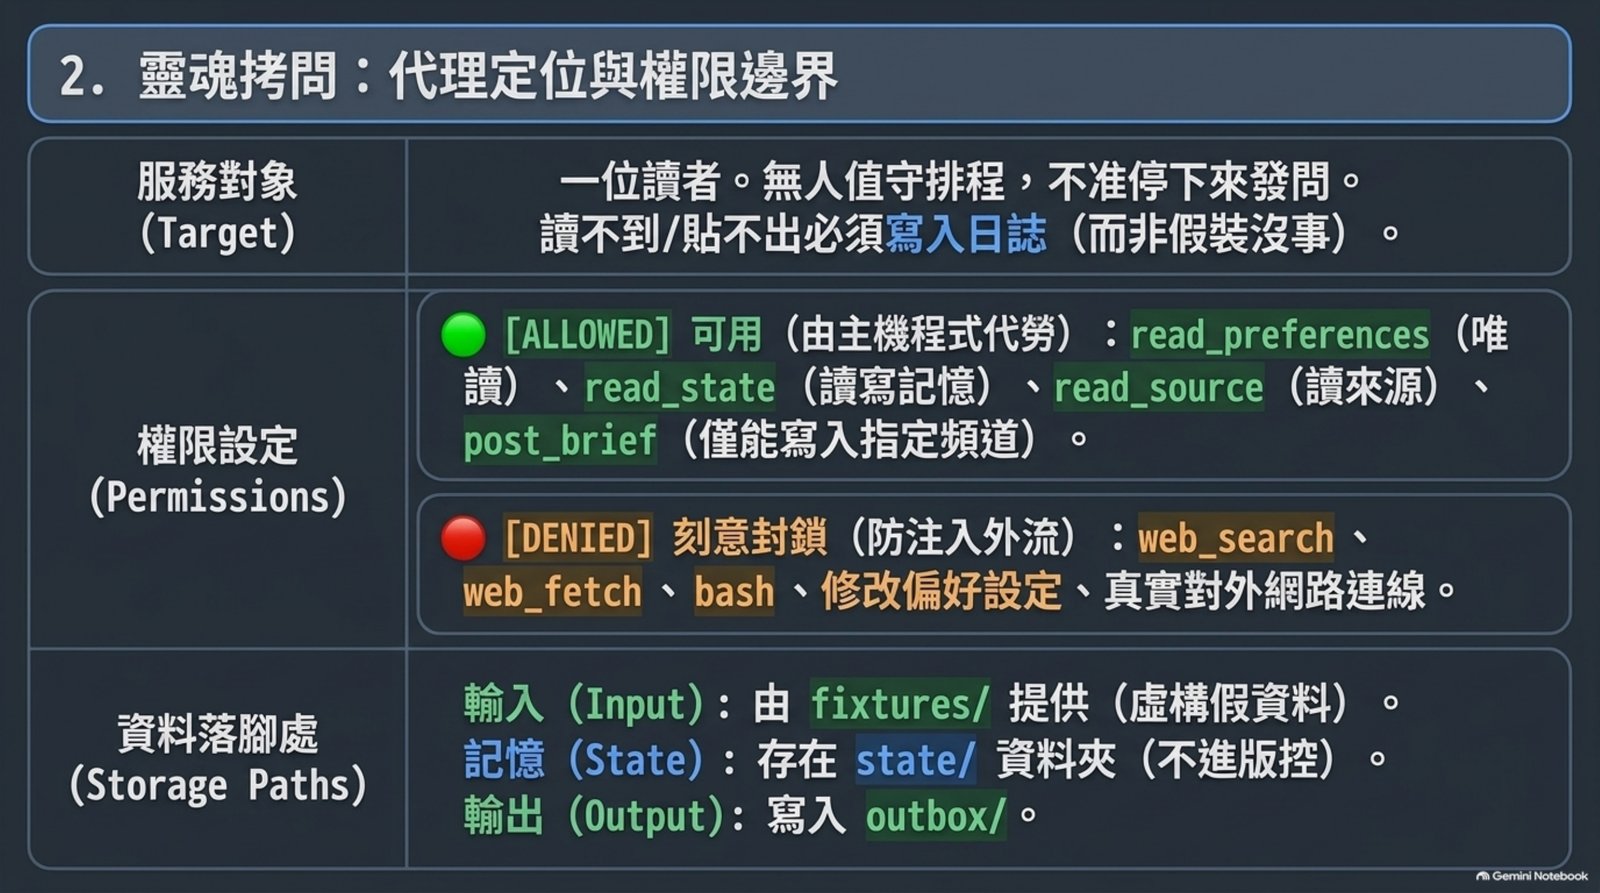 2. 靈魂拷問：代理定位與權限邊界
服務對象
(Target)
一位讀者。無人值守排程，不准停下來發問。
讀不到/貼不出必須寫入日誌（而非假裝沒事）。
權限設定
(Permissions)
[ALLOWED] 可用（由主機程式代勞）：read_preferences（唯
讀）、read_state（讀寫記憶）、read_source（讀來源）、
post_brief（僅能寫入指定頻道）。
[DENIED] 刻意封鎖（防注入外流）：web_search、
web_fetch、bash、修改偏好設定、真實對外網路連線。
資料落腳處
(Storage Paths)
輸入 (Input): 由 fixtures/ 提供（虛構假資料）。
記憶 (State): 存在 state/ 資料夾（不進版控）。
輸出 (Output): 寫入 outbox/。
Gemini Notebook